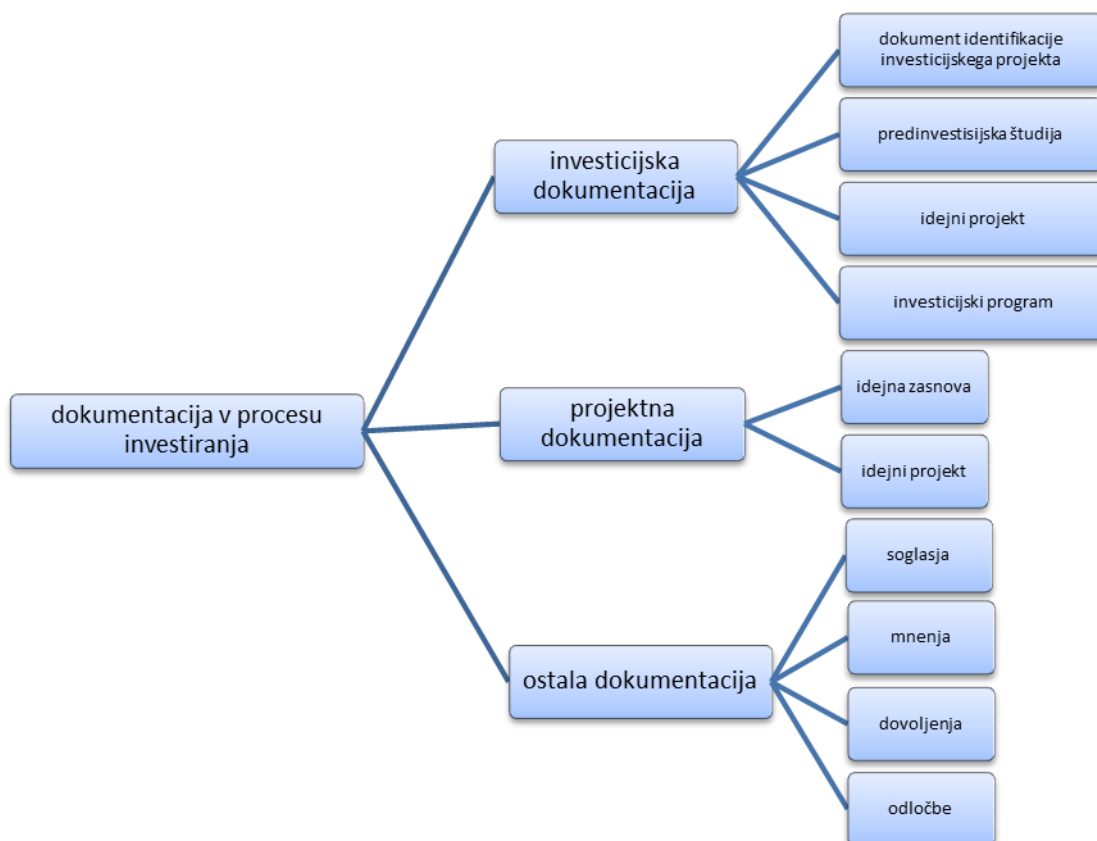 dokumentacija v procesu
investiranja
investicijska
dokumentacija
dokument identifikacije
investicijskega projekta
predinvestisijska študija
idejni projekt
investicijski program
projektna
dokumentacija
idejna zasnova
idejni projekt
ostala dokumentacija
soglasja
mnenja
dovoljenja
odločbe